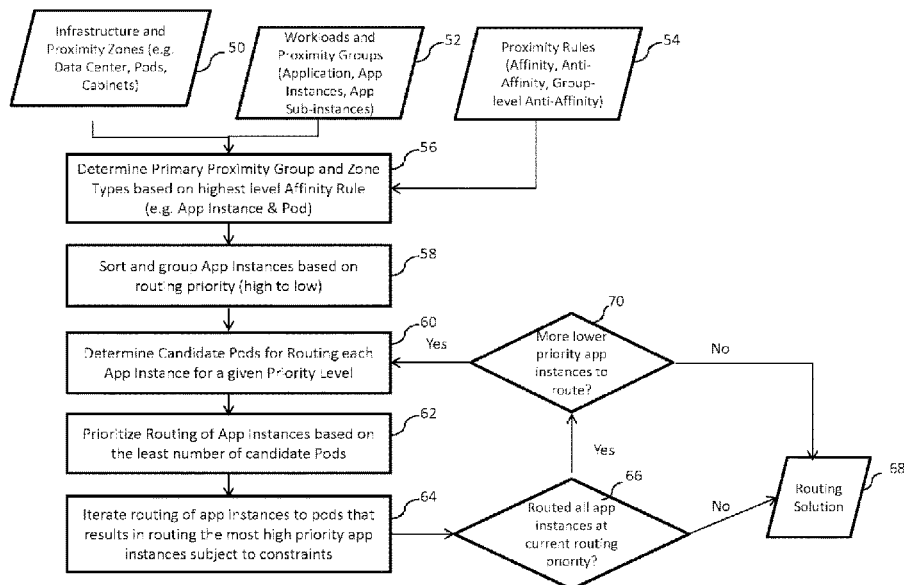 Infrastructure and
Proximity Zones (e.g.
Data Center, Pods,
Cabinets)
50
Workloads and
Proximity Groups
(Application, App
Instances, App
Sub-instances)
52
Proximity Rules
(Affinity, Anti-
Affinity, Group-
level Anti-Affinity)
54
Determine Primary Proximity Group and Zone
Types based on highest level Affinity Rule
(e.g. App Instance & Pod)
56
Sort and group App Instances based on
routing priority (high to low)
58
Determine Candidate Pods for Routing each
App Instance for a given Priority Level
60
Prioritize Routing of App Instances based on
the least number of candidate Pods
62
Iterate routing of app instances to pods that
results in routing the most high priority app
instances subject to constraints
64
Routed all app
instances at
current routing
priority?
66
Yes
No
More lower
priority app
instances to
route?
70
Yes
No
Routing
Solution
68